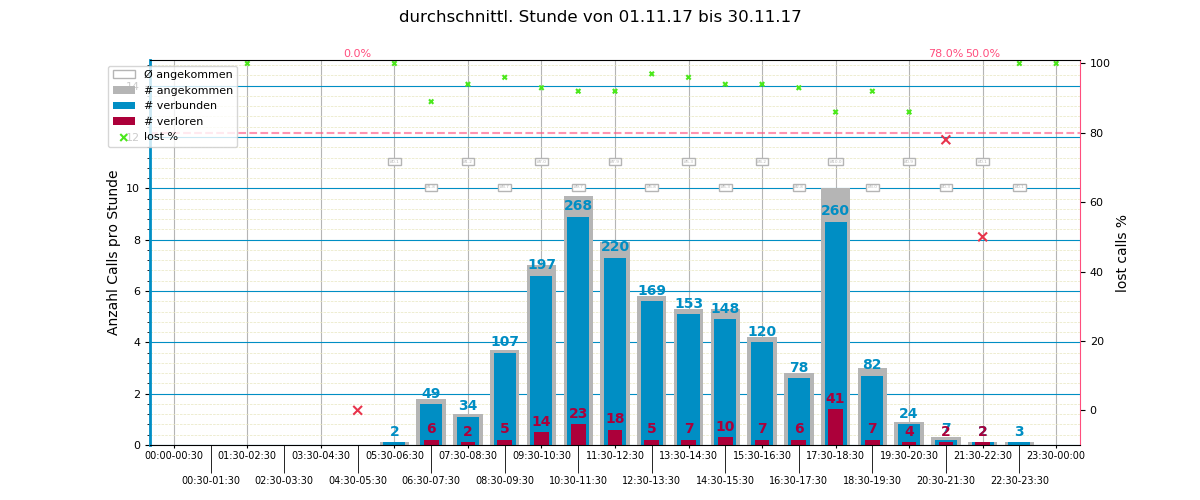 durchschnittl. Stunde von 01.11.17 bis 30.11.17
0.0% 78.0% 50.0%
Ø angekommen
# angekommen
# verbunden
# verloren
lost %
Anzahl Calls pro Stunde
14
12
10
8
6
4
2
0
lost calls %
100
80
60
40
20
0
2 49 34 107 197 268 220 169 153 148 120 78 260 82 24 7 2 3
6 2 5 14 23 18 5 7 10 7 6 41 7 4 2 2
00:00-00:30 01:30-02:30 03:30-04:30 05:30-06:30 07:30-08:30 09:30-10:30 11:30-12:30 13:30-14:30 15:30-16:30 17:30-18:30 19:30-20:30 21:30-22:30 23:30-00:00
00:30-01:30 02:30-03:30 04:30-05:30 06:30-07:30 08:30-09:30 10:30-11:30 12:30-13:30 14:30-15:30 16:30-17:30 18:30-19:30 20:30-21:30 22:30-23:30